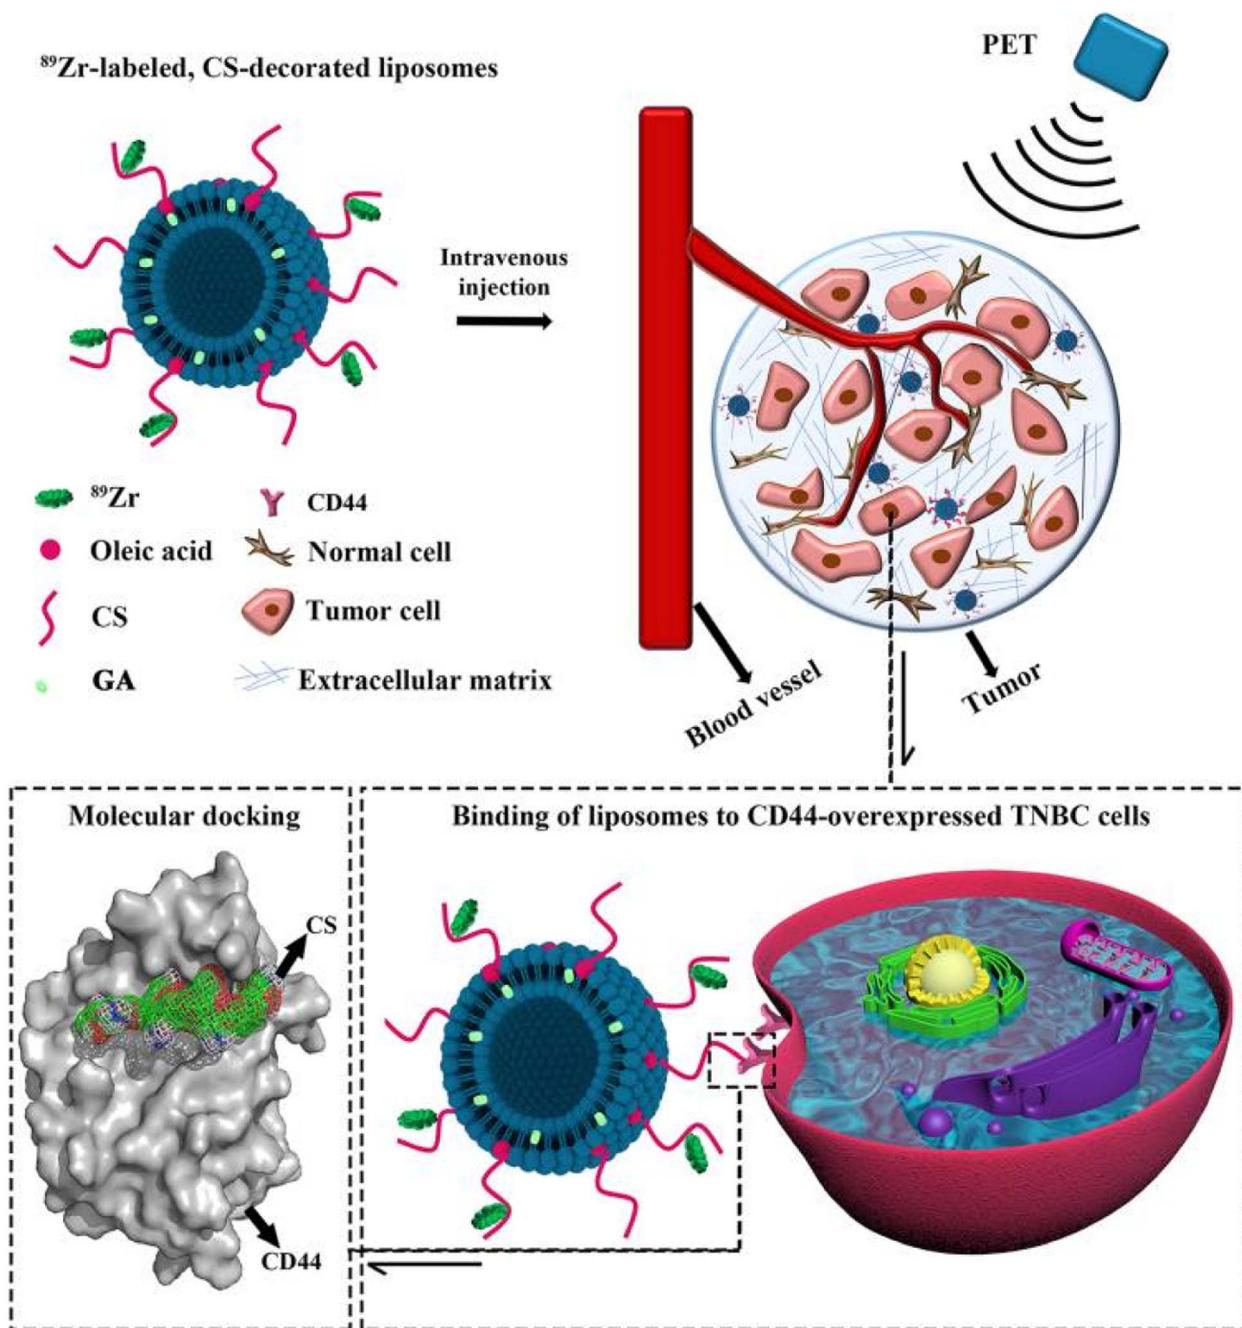 ⁸⁹Zr-labeled, CS-decorated liposomes
PET
Intravenous
injection
⁸⁹Zr
CD44
Oleic acid
Normal cell
CS
Tumor cell
GA
Extracellular matrix
Blood vessel
Tumor
Molecular docking
CS
CD44
Binding of liposomes to CD44-overexpressed TNBC cells